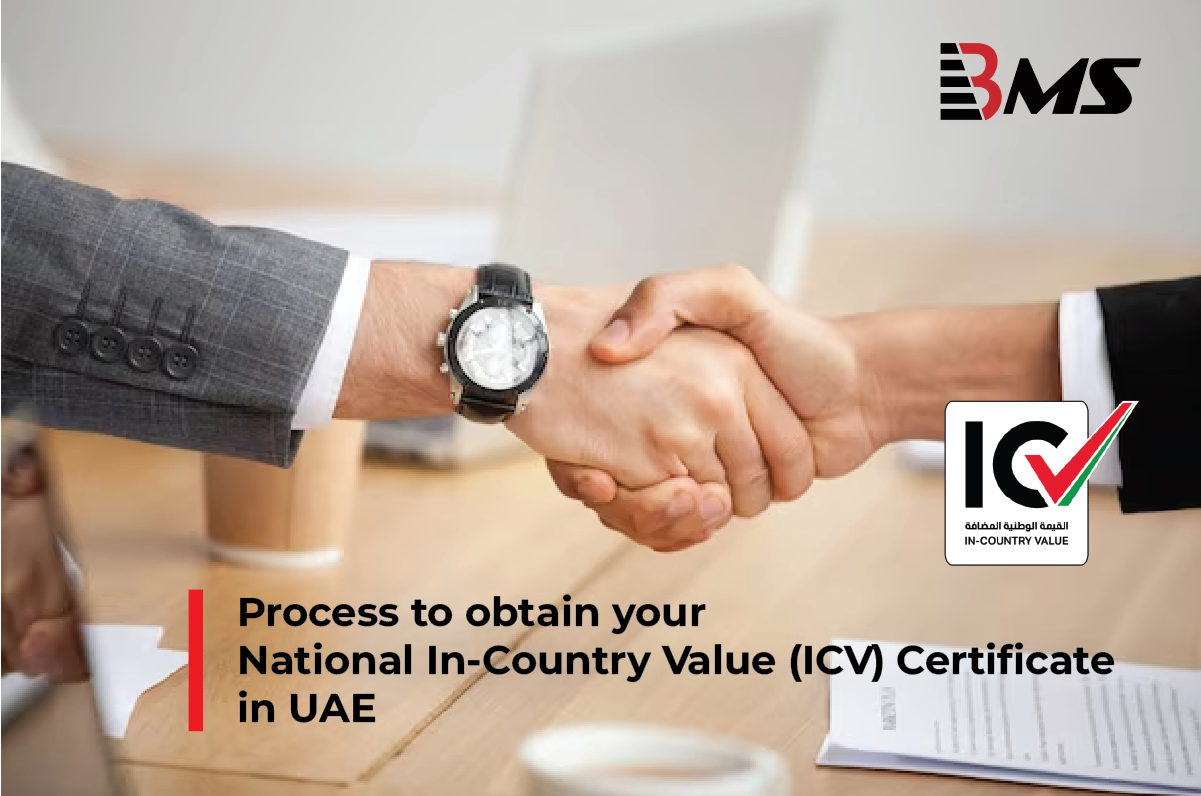 BMS
ICV
القيمة الوطنية المضافة
IN-COUNTRY VALUE
Process to obtain your
National In-Country Value (ICV) Certificate
in UAE